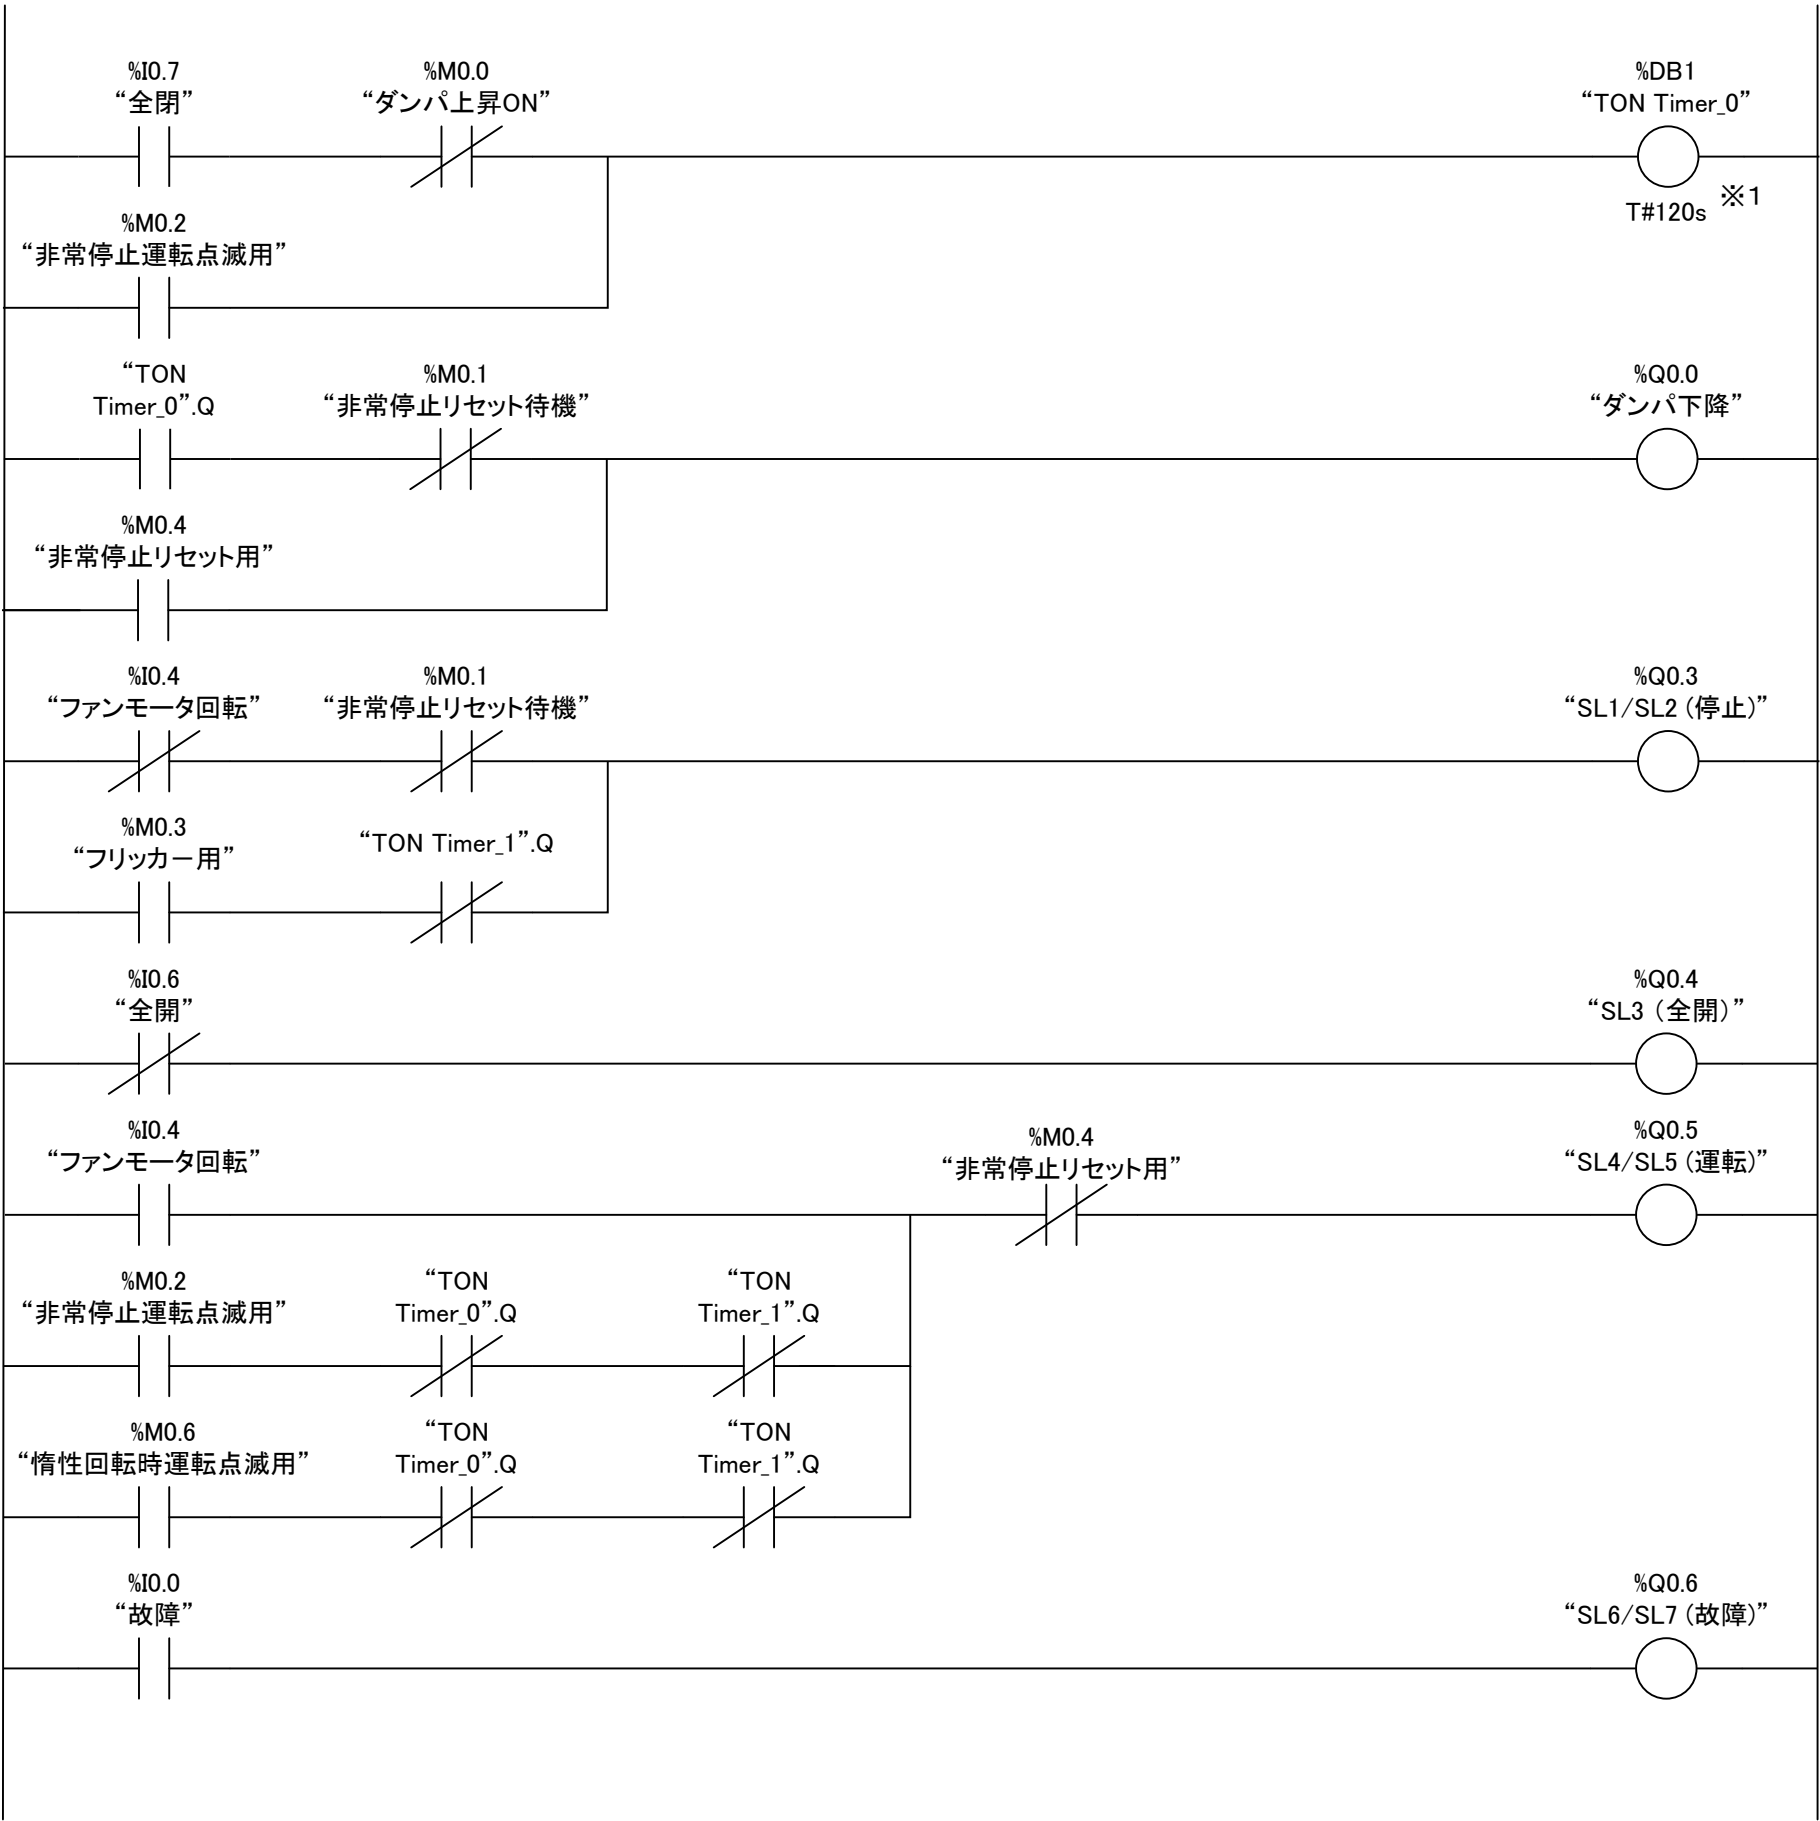 %I0.7
“全閉”
%M0.0
“ダンパ上昇ON”
%DB1
“TON Timer_0”
T#120s
※1
%M0.2
“非常停止運転点滅用”
“TON
Timer_0”.Q
%M0.1
“非常停止リセット待機”
%Q0.0
“ダンパ下降”
%M0.4
“非常停止リセット用”
%I0.4
“ファンモータ回転”
%M0.1
“非常停止リセット待機”
%Q0.3
“SL1/SL2 (停止)”
%M0.3
“フリッカー用”
“TON Timer_1”.Q
%I0.6
“全開”
%Q0.4
“SL3 (全開)”
%I0.4
“ファンモータ回転”
%M0.4
“非常停止リセット用”
%Q0.5
“SL4/SL5 (運転)”
%M0.2
“非常停止運転点滅用”
“TON
Timer_0”.Q
“TON
Timer_1”.Q
%M0.6
“惰性回転時運転点滅用”
“TON
Timer_0”.Q
“TON
Timer_1”.Q
%I0.0
“故障”
%Q0.6
“SL6/SL7 (故障)”